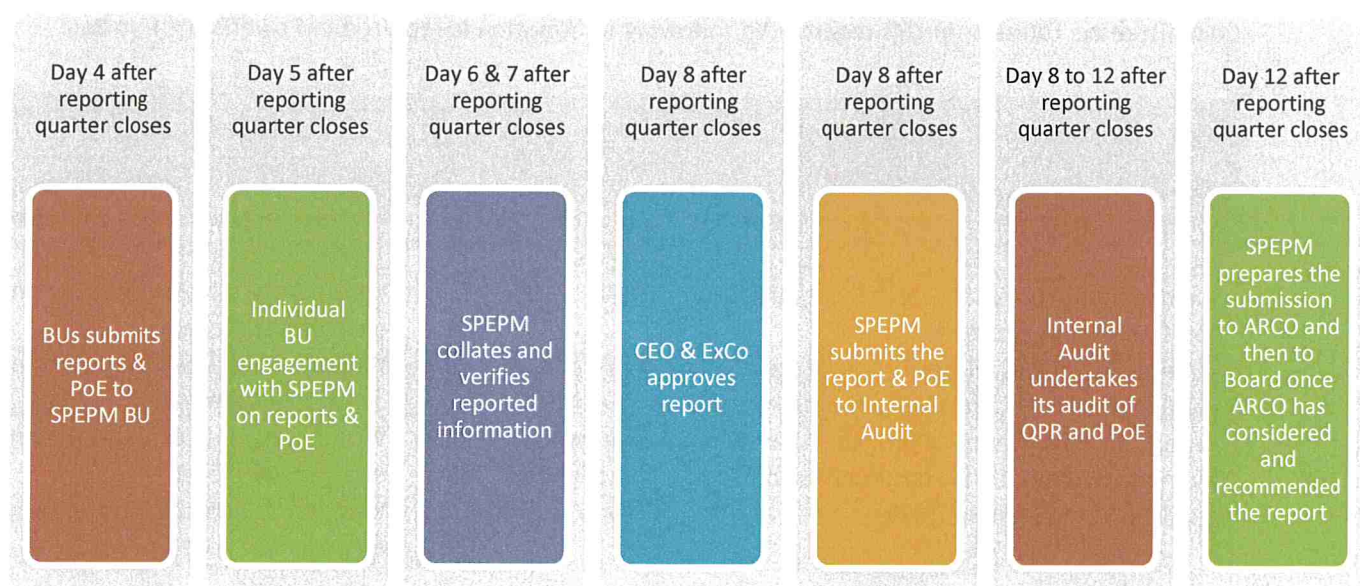 Day 4 after
reporting
quarter closes
BUs submits
reports &
PoE to
SPEPM BU
Day 5 after
reporting
quarter closes
Individual
BU
engagement
with SPEPM
on reports &
PoE
Day 6 & 7 after
reporting
quarter closes
SPEPM
collates and
verifies
reported
information
Day 8 after
reporting
quarter closes
CEO & ExCo
approves
report
Day 8 after
reporting
quarter closes
SPEPM
submits the
report & PoE
to Internal
Audit
Day 8 to 12 after
reporting
quarter closes
Internal
Audit
undertakes
its audit of
QPR and PoE
Day 12 after
reporting
quarter closes
SPEPM
prepares the
submission
to ARCO and
then to
Board once
ARCO has
considered
and
recommended
the report